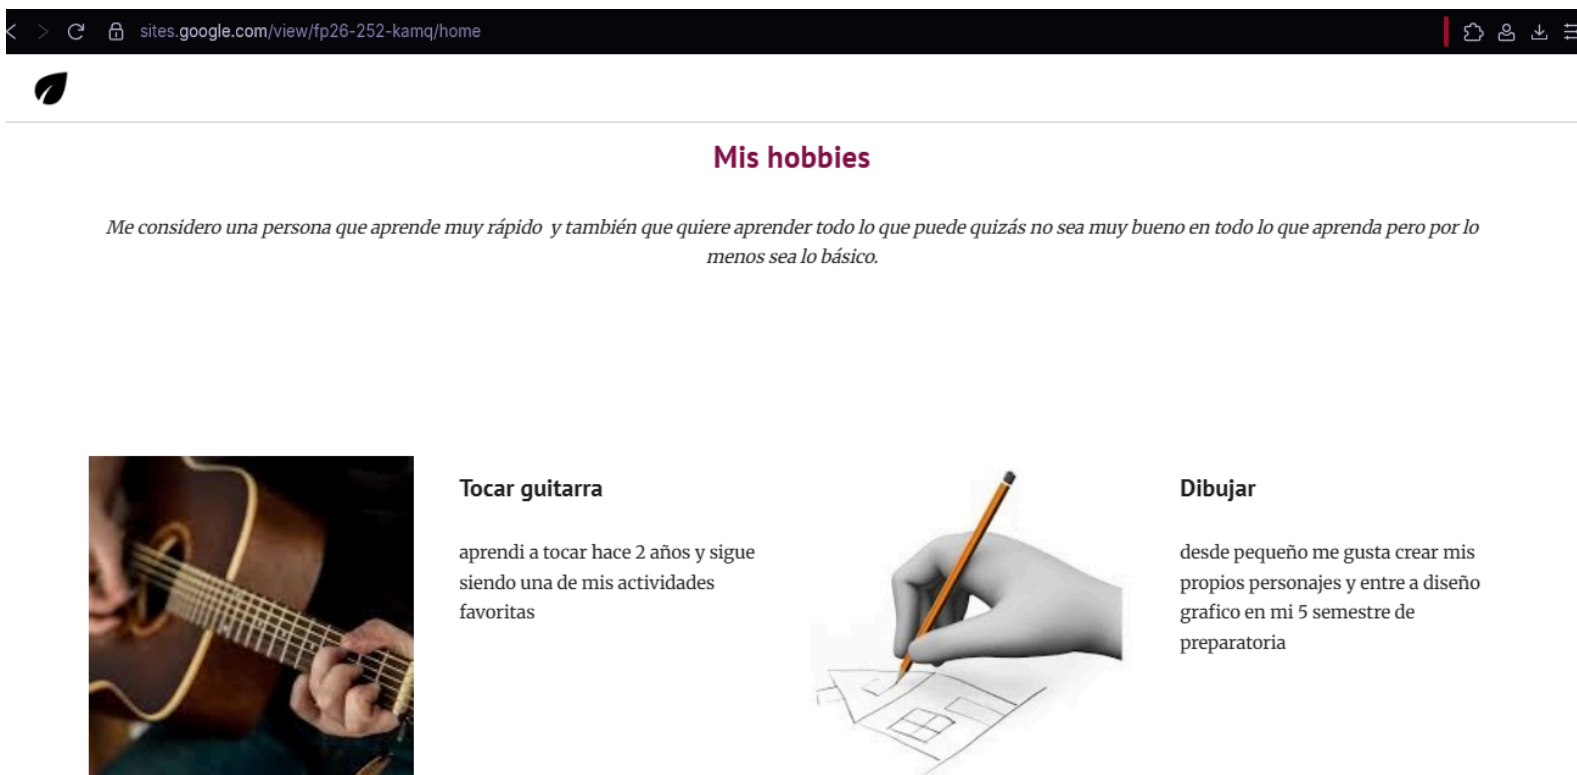 sites.google.com/view/fp26-252-kamq/home
Mis hobbies
Me considero una persona que aprende muy rápido  y también que quiere aprender todo lo que puede quizás no sea muy bueno en todo lo que aprenda pero por lo
menos sea lo básico.
Tocar guitarra
aprendi a tocar hace 2 años y sigue
siendo una de mis actividades
favoritas
Dibujar
desde pequeño me gusta crear mis
propios personajes y entre a diseño
grafico en mi 5 semestre de
preparatoria